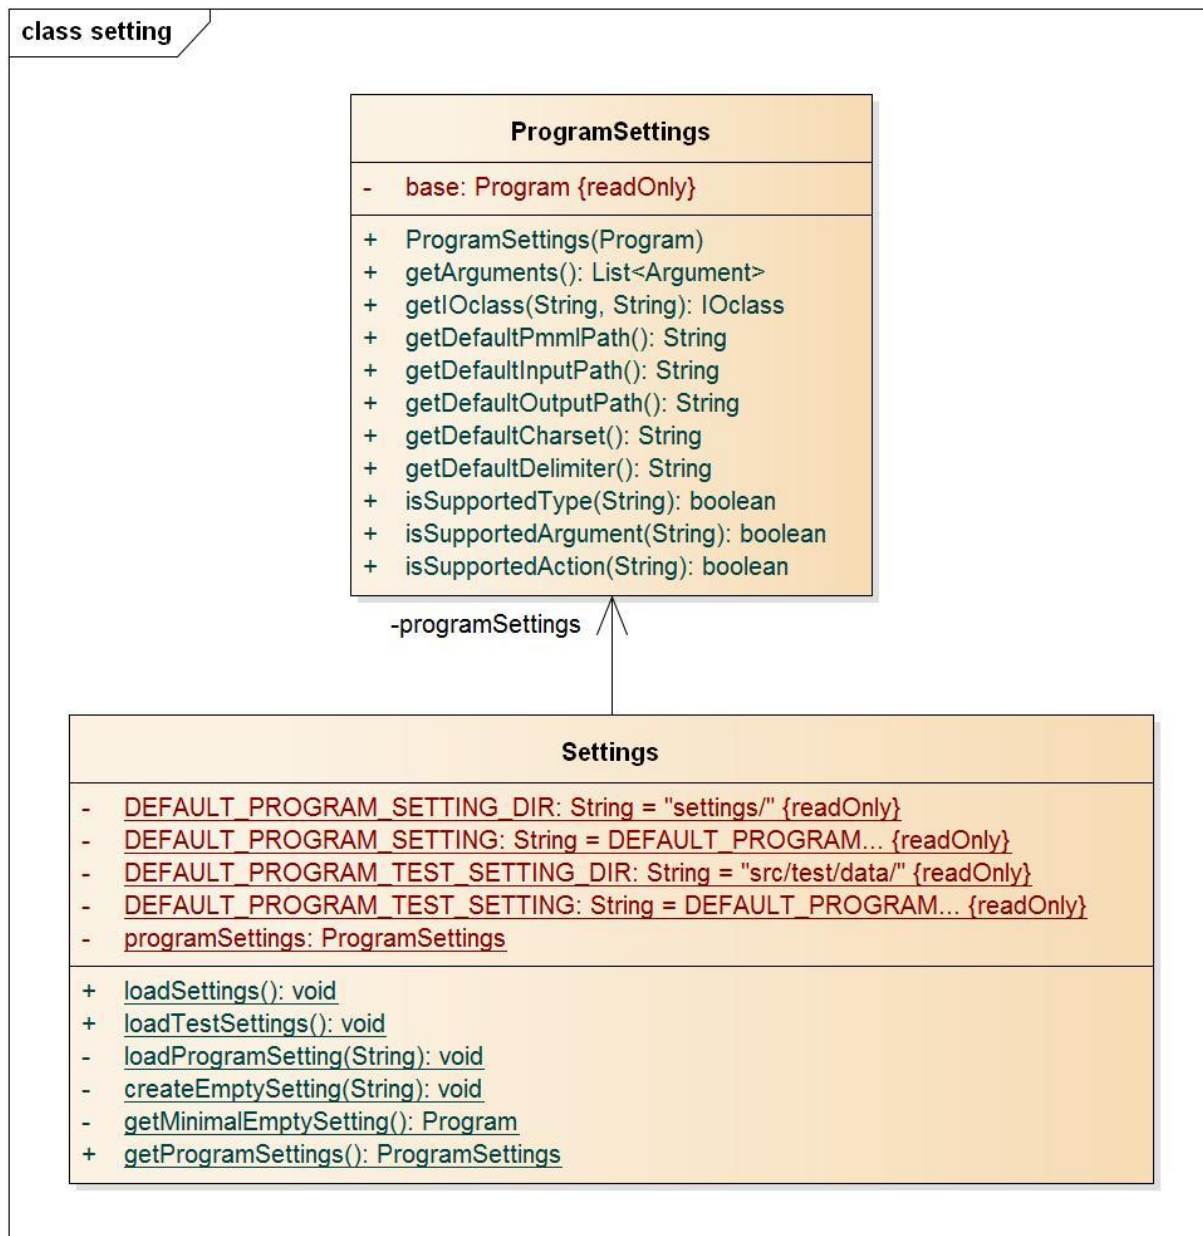 class setting
ProgramSettings
- base: Program {readOnly}
+ ProgramSettings(Program)
+ getArguments(): List<Argument>
+ getIOclass(String, String): IOclass
+ getDefaultPmmlPath(): String
+ getDefaultInputPath(): String
+ getDefaultOutputPath(): String
+ getDefaultCharset(): String
+ getDefaultDelimiter(): String
+ isSupportedType(String): boolean
+ isSupportedArgument(String): boolean
+ isSupportedAction(String): boolean
-programSettings
Settings
- DEFAULT_PROGRAM_SETTING_DIR: String = "settings/" {readOnly}
- DEFAULT_PROGRAM_SETTING: String = DEFAULT_PROGRAM... {readOnly}
- DEFAULT_PROGRAM_TEST_SETTING_DIR: String = "src/test/data/" {readOnly}
- DEFAULT_PROGRAM_TEST_SETTING: String = DEFAULT_PROGRAM... {readOnly}
- programSettings: ProgramSettings
+ loadSettings(): void
+ loadTestSettings(): void
- loadProgramSetting(String): void
- createEmptySetting(String): void
- getMinimalEmptySetting(): Program
+ getProgramSettings(): ProgramSettings